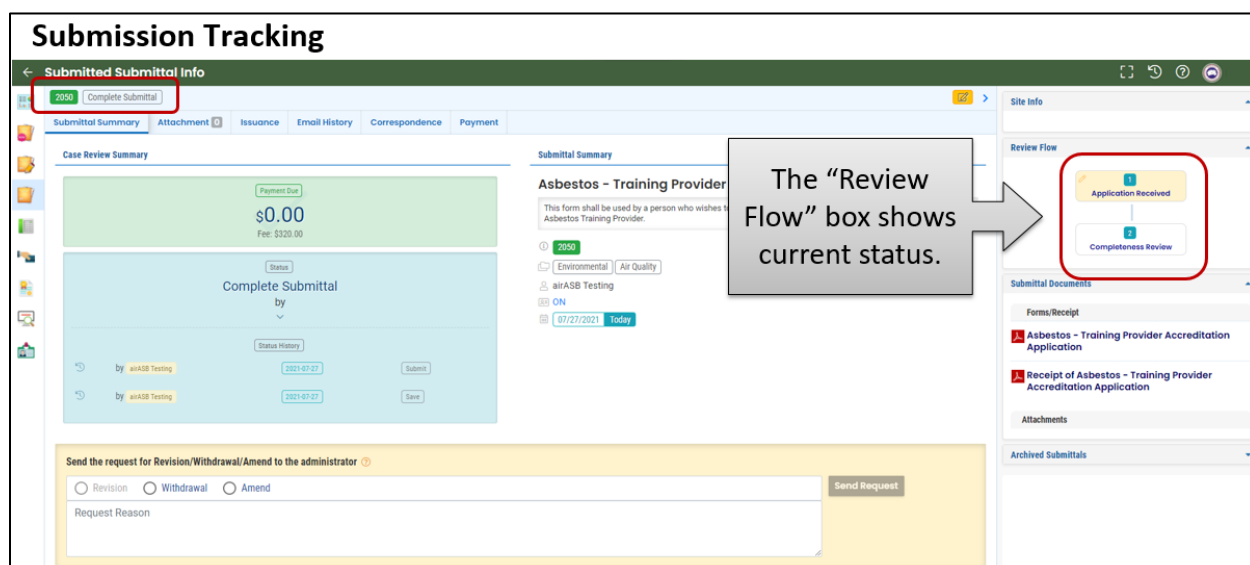 Submission Tracking
Submitted Submittal Info
2050 Complete Submittal
Submittal Summary Attachment 0 Issuance Email History Correspondence Payment
Case Review Summary
Payment Due
$0.00
Fee: $320.00
Status
Complete Submittal
by
Status History
by airASB Testing 2021-07-27 Submit
by airASB Testing 2021-07-27 Save
Submittal Summary
Asbestos - Training Provider
This form shall be used by a person who wishes t
Asbestos Training Provider.
2050
Environmental Air Quality
airASB Testing
ON
07/27/2021 Today
The “Review
Flow” box shows
current status.
Send the request for Revision/Withdrawal/Amend to the administrator
Revision Withdrawal Amend
Send Request
Request Reason
Site Info
Review Flow
1
Application Received
2
Completeness Review
Submittal Documents
Forms/Receipt
Asbestos - Training Provider Accreditation
Application
Receipt of Asbestos - Training Provider
Accreditation Application
Attachments
Archived Submittals